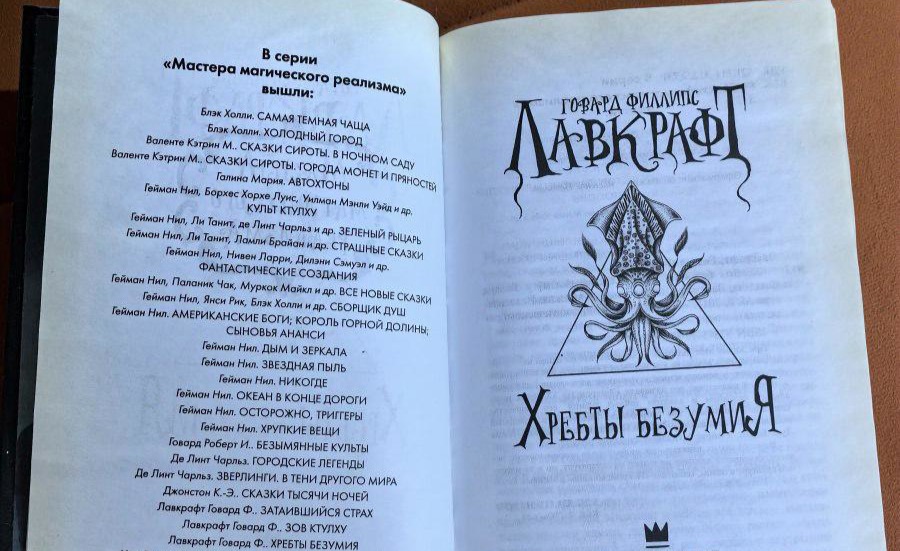 В серии
«Мастера магического реализма»
вышли:
Блэк Холли. САМАЯ ТЕМНАЯ ЧАЩА
Блэк Холли. ХОЛОДНЫЙ ГОРОД
Валенте Кэтрин М.. СКАЗКИ СИРОТЫ. В НОЧНОМ САДУ
Валенте Кэтрин М.. СКАЗКИ СИРОТЫ. ГОРОДА МОНЕТ И ПРЯНОСТЕЙ
Галина Мария. АВТОХТОНЫ
Гейман Нил, Борхес Хорхе Луис, Уилман Мэнли Уэйд и др.
КУЛЬТ КТУЛХУ
Гейман Нил, Ли Танит, де Линт Чарльз и др. ЗЕЛЕНЫЙ РЫЦАРЬ
Гейман Нил, Ли Танит, Ламли Брайан и др. СТРАШНЫЕ СКАЗКИ
Гейман Нил, Нивен Ларри, Дилэни Сэмуэл и др.
ФАНТАСТИЧЕСКИЕ СОЗДАНИЯ
Гейман Нил, Паланик Чак, Муркок Майкл и др. ВСЕ НОВЫЕ СКАЗКИ
Гейман Нил, Янси Рик, Блэк Холли и др. СБОРЩИК ДУШ
Гейман Нил. АМЕРИКАНСКИЕ БОГИ; КОРОЛЬ ГОРНОЙ ДОЛИНЫ;
СЫНОВЬЯ АНАНСИ
Гейман Нил. ДЫМ И ЗЕРКАЛА
Гейман Нил. ЗВЕЗДНАЯ ПЫЛЬ
Гейман Нил. НИКОГДЕ
Гейман Нил. ОКЕАН В КОНЦЕ ДОРОГИ
Гейман Нил. ОСТОРОЖНО, ТРИГГЕРЫ
Гейман Нил. ХРУПКИЕ ВЕЩИ
Говард Роберт И.. БЕЗЫМЯННЫЕ КУЛЬТЫ
Де Линт Чарльз. ГОРОДСКИЕ ЛЕГЕНДЫ
Де Линт Чарльз. ЗВЕРЛИНГИ. В ТЕНИ ДРУГОГО МИРА
Джонстон К.-Э.. СКАЗКИ ТЫСЯЧИ НОЧЕЙ
Лавкрафт Говард Ф.. ЗАТАИВШИЙСЯ СТРАХ
Лавкрафт Говард Ф.. ЗОВ КТУЛХУ
Лавкрафт Говард Ф.. ХРЕБТЫ БЕЗУМИЯ
ГОВАРД ФИЛЛИПС
ЛАВКРАФТ
ХРЕБТЫ БЕЗУМИЯ